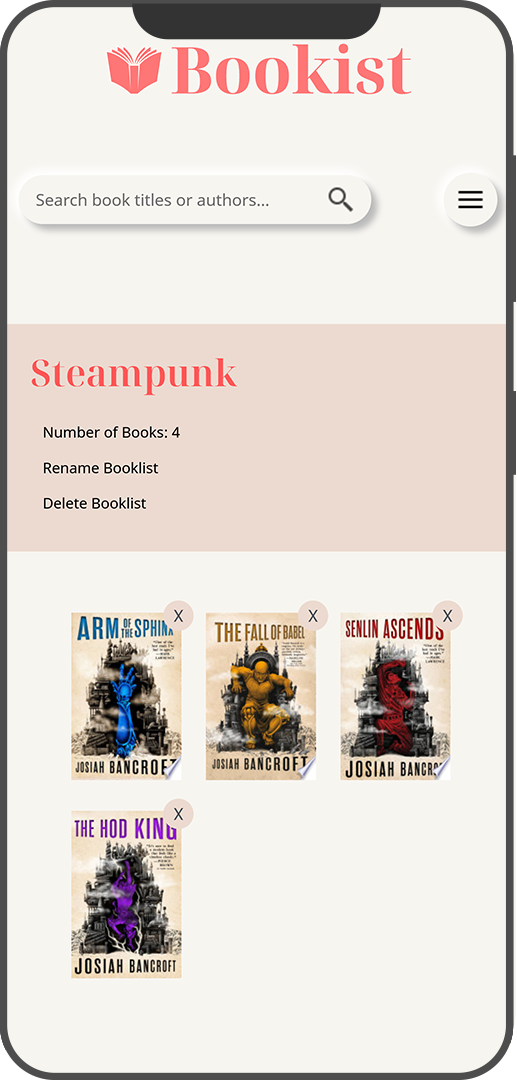 Bookist
Search book titles or authors...
Steampunk
Number of Books: 4
Rename Booklist
Delete Booklist
X
X
X
ARM OF THE SPHINX
THE FALL OF BABEL
SENLIN ASCENDS
JOSIAH BANCROFT
JOSIAH BANCROFT
JOSIAH BANCROFT
X
THE HOD KING
JOSIAH BANCROFT